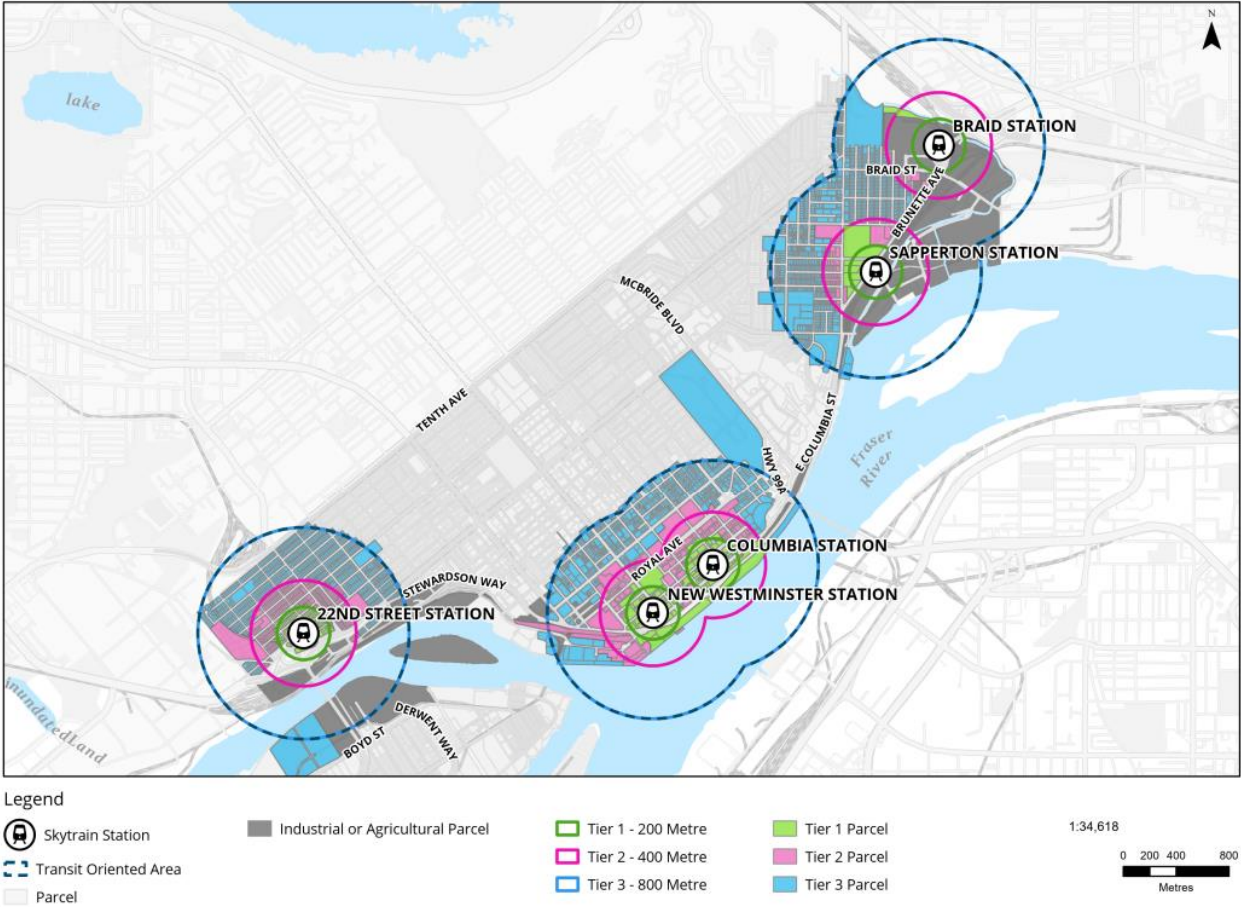 N
lake
BRAID STATION
BRAID ST
BRUNETTE AVE
SAPPERTON STATION
MCBRIDE BLVD
TENTH AVE
E COLUMBIA ST
Fraser
River
HWY 99A
COLUMBIA STATION
ROYAL AVE
NEW WESTMINSTER STATION
STEWARDSON WAY
22ND STREET STATION
inundatedLand
DERWENT WAY
BOYD ST
Legend
Skytrain Station
Transit Oriented Area
Parcel
Industrial or Agricultural Parcel
Tier 1 - 200 Metre
Tier 2 - 400 Metre
Tier 3 - 800 Metre
Tier 1 Parcel
Tier 2 Parcel
Tier 3 Parcel
1:34,618
0 200 400 800
Metres